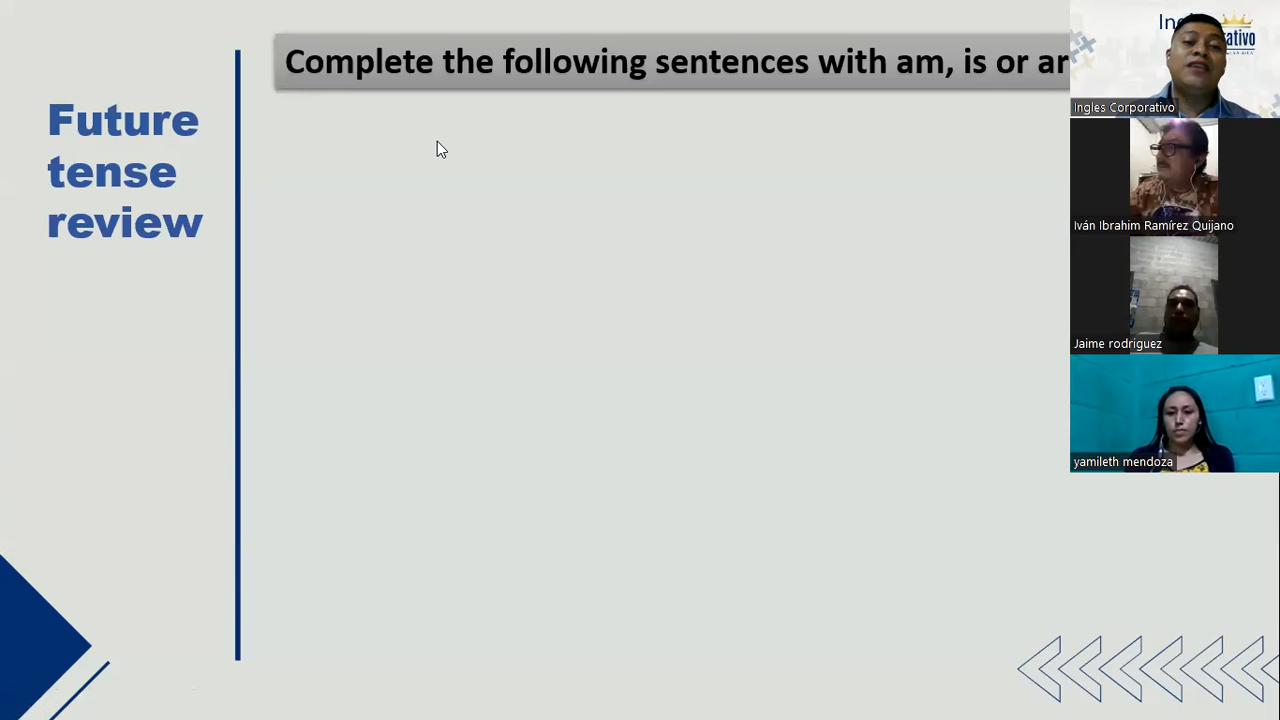 Complete the following sentences with am, is or ar
Future
tense
review
Ingles Corporativo
Iván Ibrahim Ramírez Quijano
Jaime rodriguez
yamileth mendoza